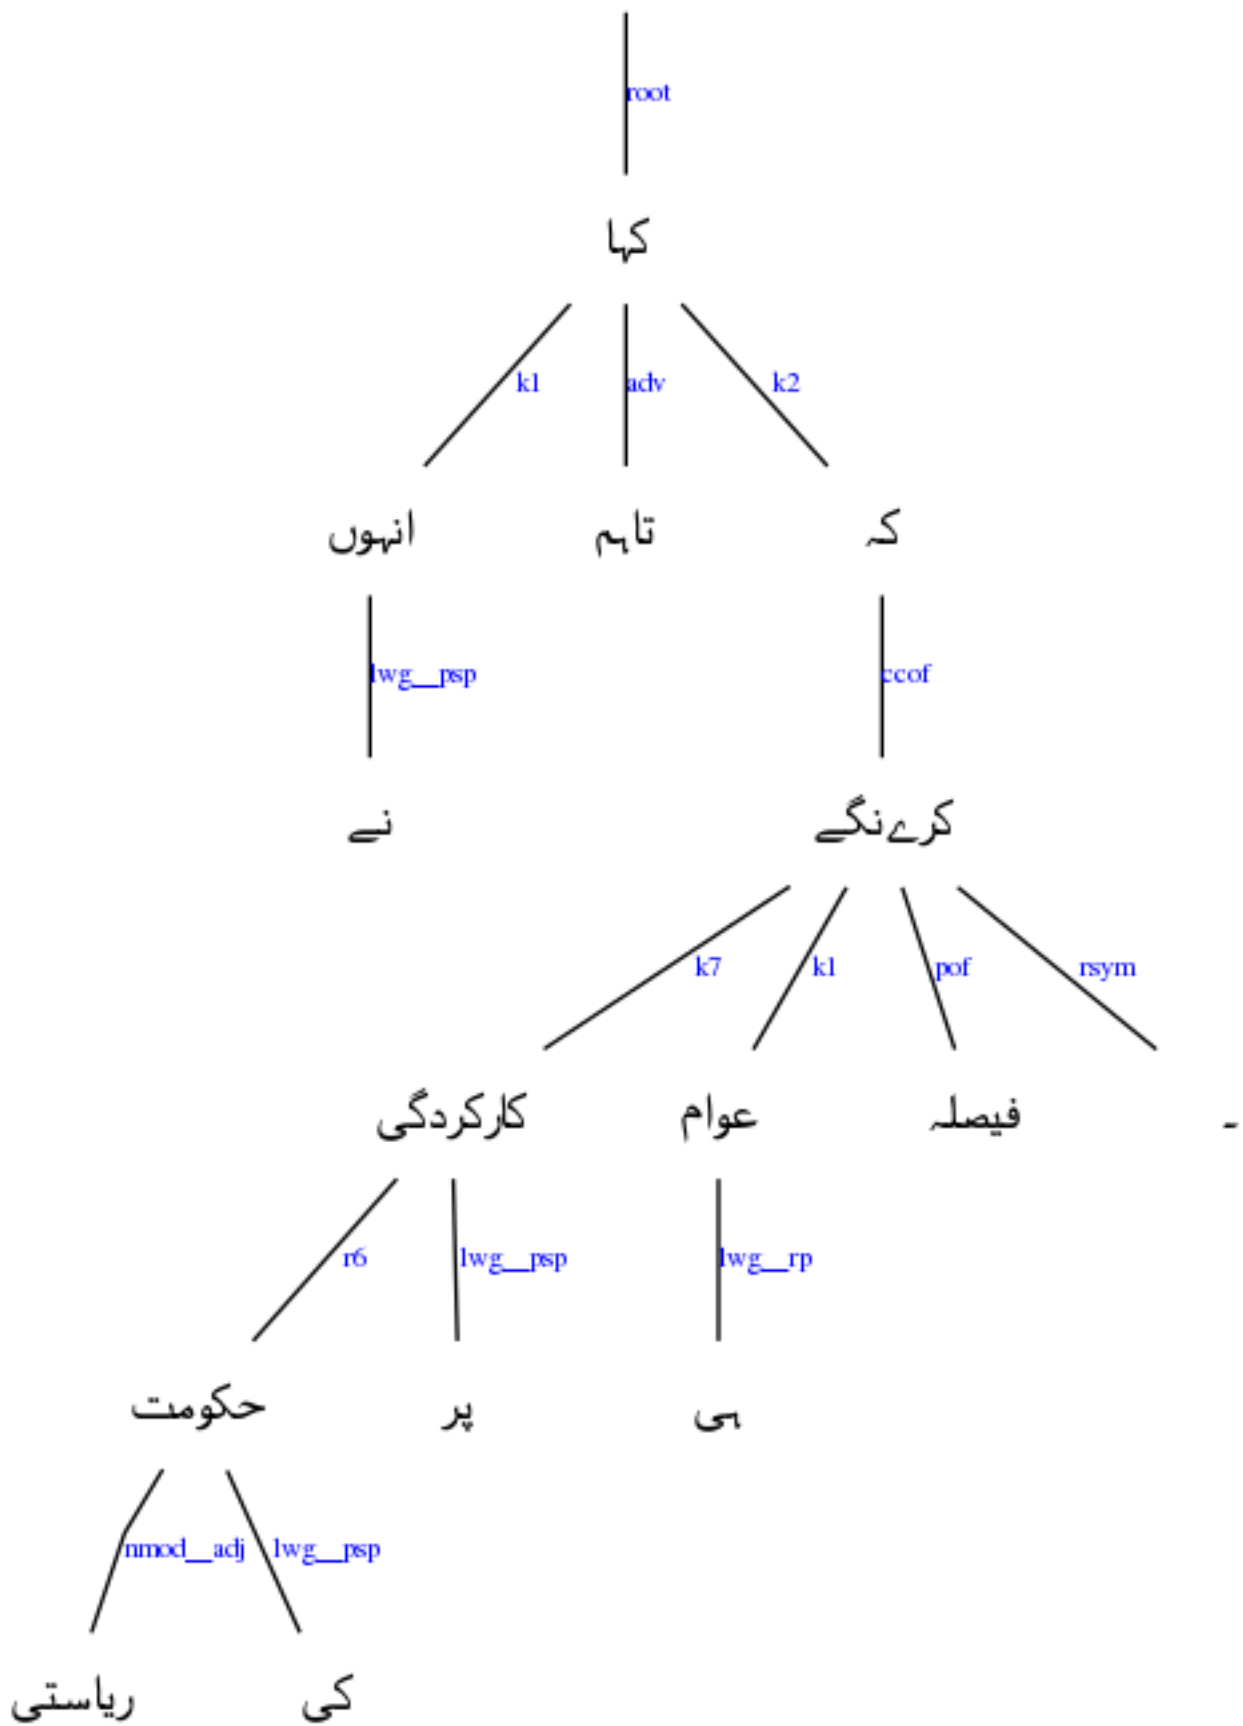 root
کہا
k1 adv k2
انہوں تاہم کہ
lwg__psp ccof
نے کرےنگے
k7 k1 pof rsym
کارکردگی عوام فیصلہ ۔
r6 lwg__psp lwg__rp
حکومت پر ہی
nmod__adj lwg__psp
ریاستی کی